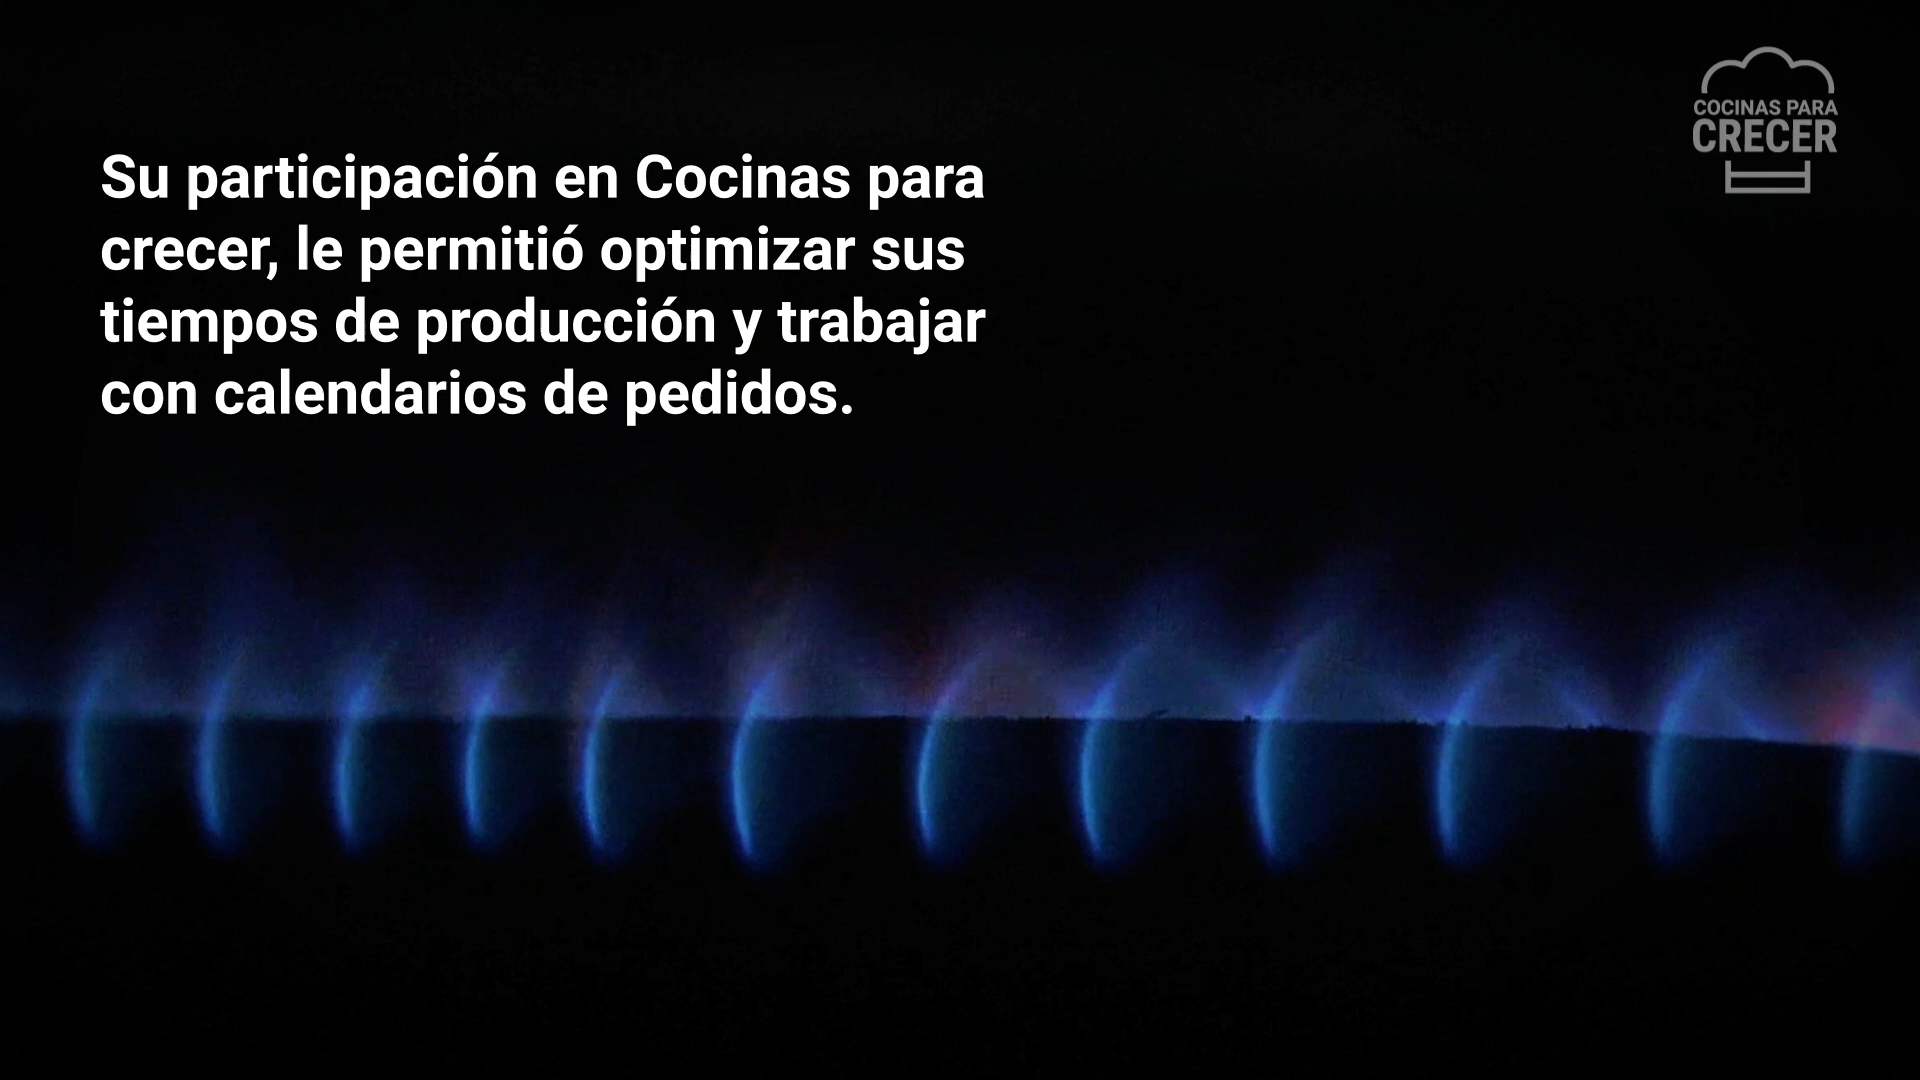 Su participación en Cocinas para
crecer, le permitió optimizar sus
tiempos de producción y trabajar
con calendarios de pedidos.
COCINAS PARA
CRECER